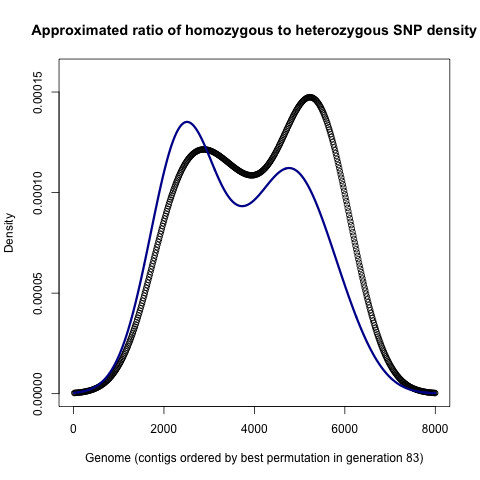 Approximated ratio of homozygous to heterozygous SNP density
Density
0.00015
0.00010
0.00005
0.00000
0 2000 4000 6000 8000
Genome (contigs ordered by best permutation in generation 83)